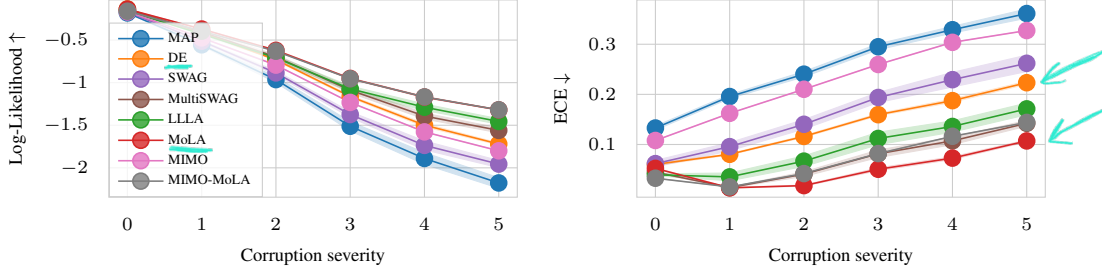 Log-Likelihood ↑
−0.5
−1
−1.5
−2
MAP
DE
SWAG
MultiSWAG
LLLA
MoLA
MIMO
MIMO-MoLA
0 1 2 3 4 5
Corruption severity
ECE ↓
0.3
0.2
0.1
0 1 2 3 4 5
Corruption severity